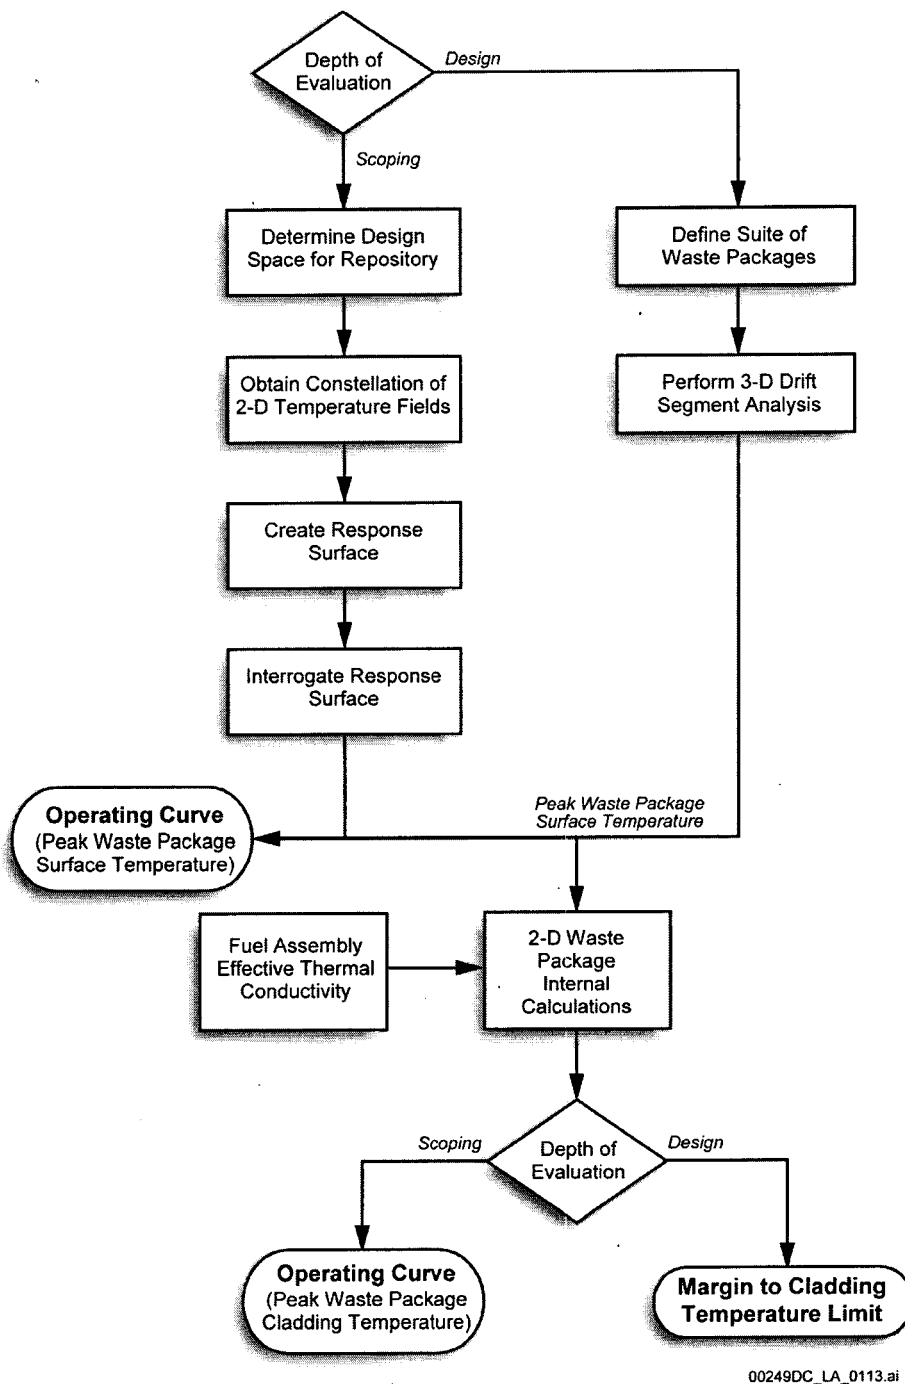 Depth of
Evaluation
Design
Scoping
Determine Design
Space for Repository
Define Suite of
Waste Packages
Obtain Constellation of
2-D Temperature Fields
Perform 3-D Drift
Segment Analysis
Create Response
Surface
Interrogate Response
Surface
Operating Curve
(Peak Waste Package
Surface Temperature)
Peak Waste Package
Surface Temperature
Fuel Assembly
Effective Thermal
Conductivity
2-D Waste
Package
Internal
Calculations
Scoping
Depth of
Evaluation
Design
Operating Curve
(Peak Waste Package
Cladding Temperature)
Margin to Cladding
Temperature Limit
00249DC_LA_0113.ai